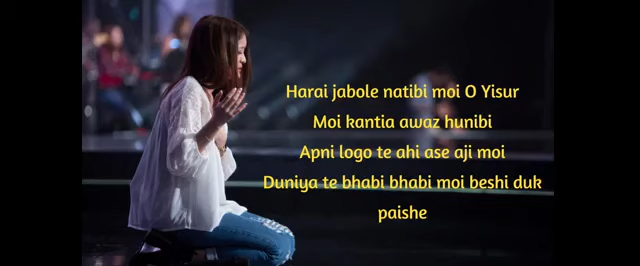 Harai jabole natibi moi O Yisur
Moi kantia awaz hunibi
Apni logo te ahi ase aji moi
Duniya te bhabi bhabi moi beshi duk
paishe